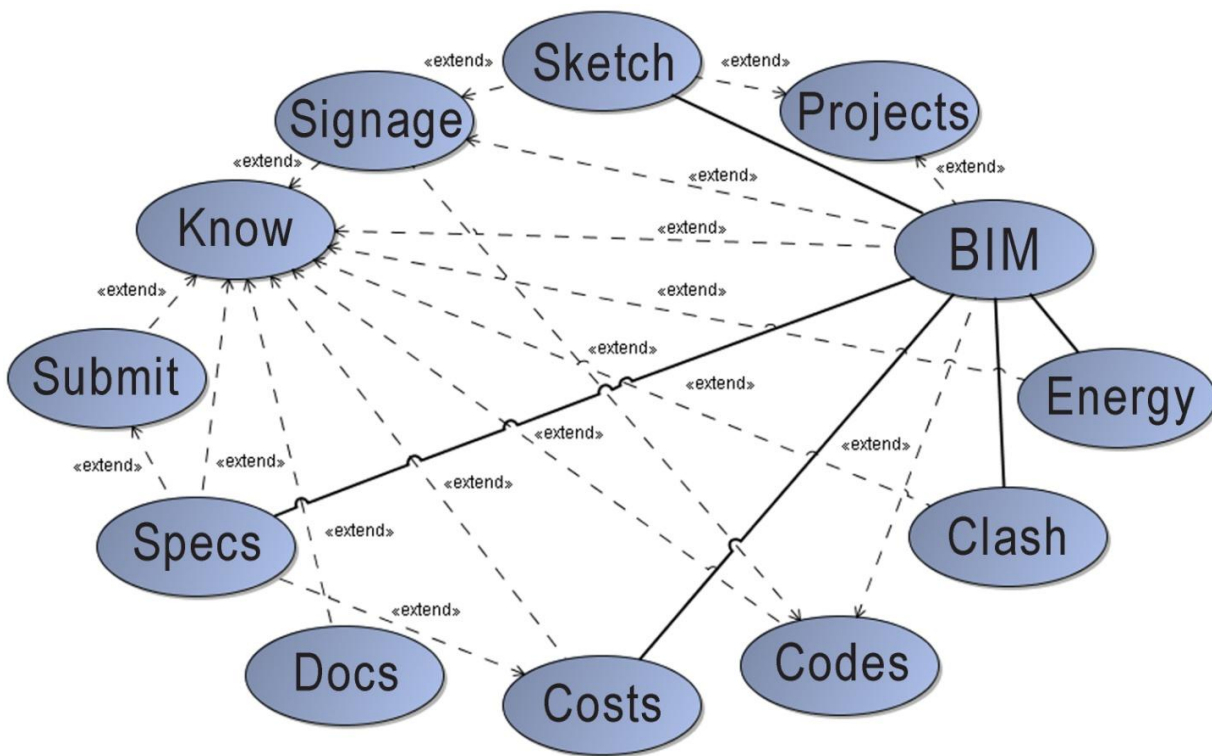 Sketch
«extend»
«extend»
Projects
Signage
«extend»
«extend»
«extend»
Know
«extend»
BIM
«extend»
«extend»
Submit
«extend»
«extend»
Energy
«extend»
«extend»
«extend»
«extend»
«extend»
Specs
«extend»
Clash
«extend»
Docs
Costs
Codes